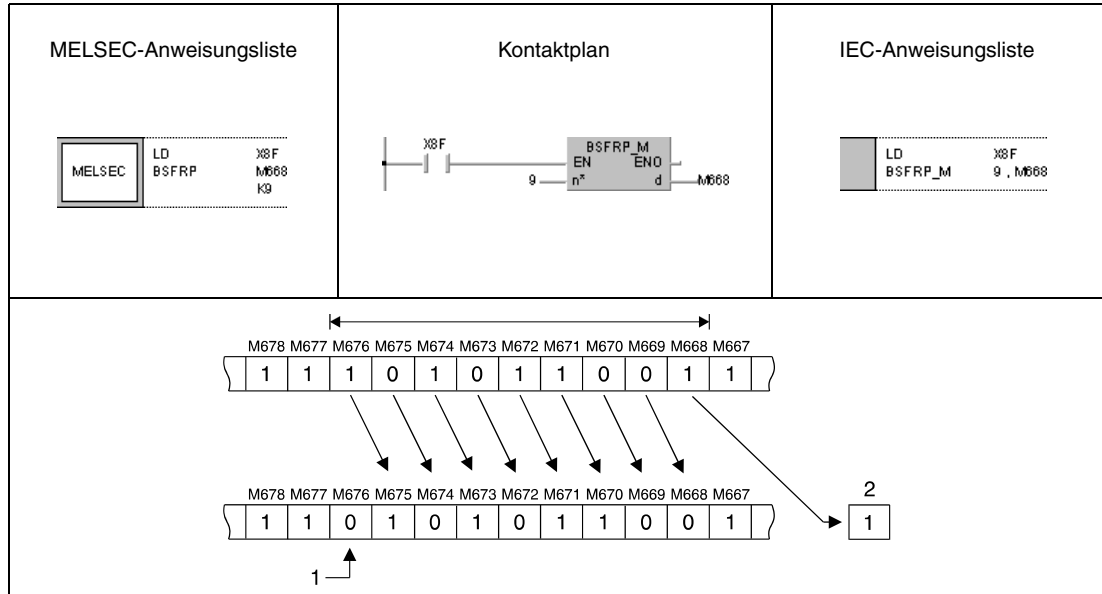 MELSEC-Anweisungsliste
Kontaktplan
IEC-Anweisungsliste
MELSEC
LD X8F
BSFRP M668
K9
X8F
BSFRP_M
EN ENO
9 n* d M668
LD X8F
BSFRP_M 9 , M668
M678 M677 M676 M675 M674 M673 M672 M671 M670 M669 M668 M667
1 1 1 0 1 0 1 1 0 0 1 1
M678 M677 M676 M675 M674 M673 M672 M671 M670 M669 M668 M667
2
1 1 0 1 0 1 0 1 1 0 0 1
1
1